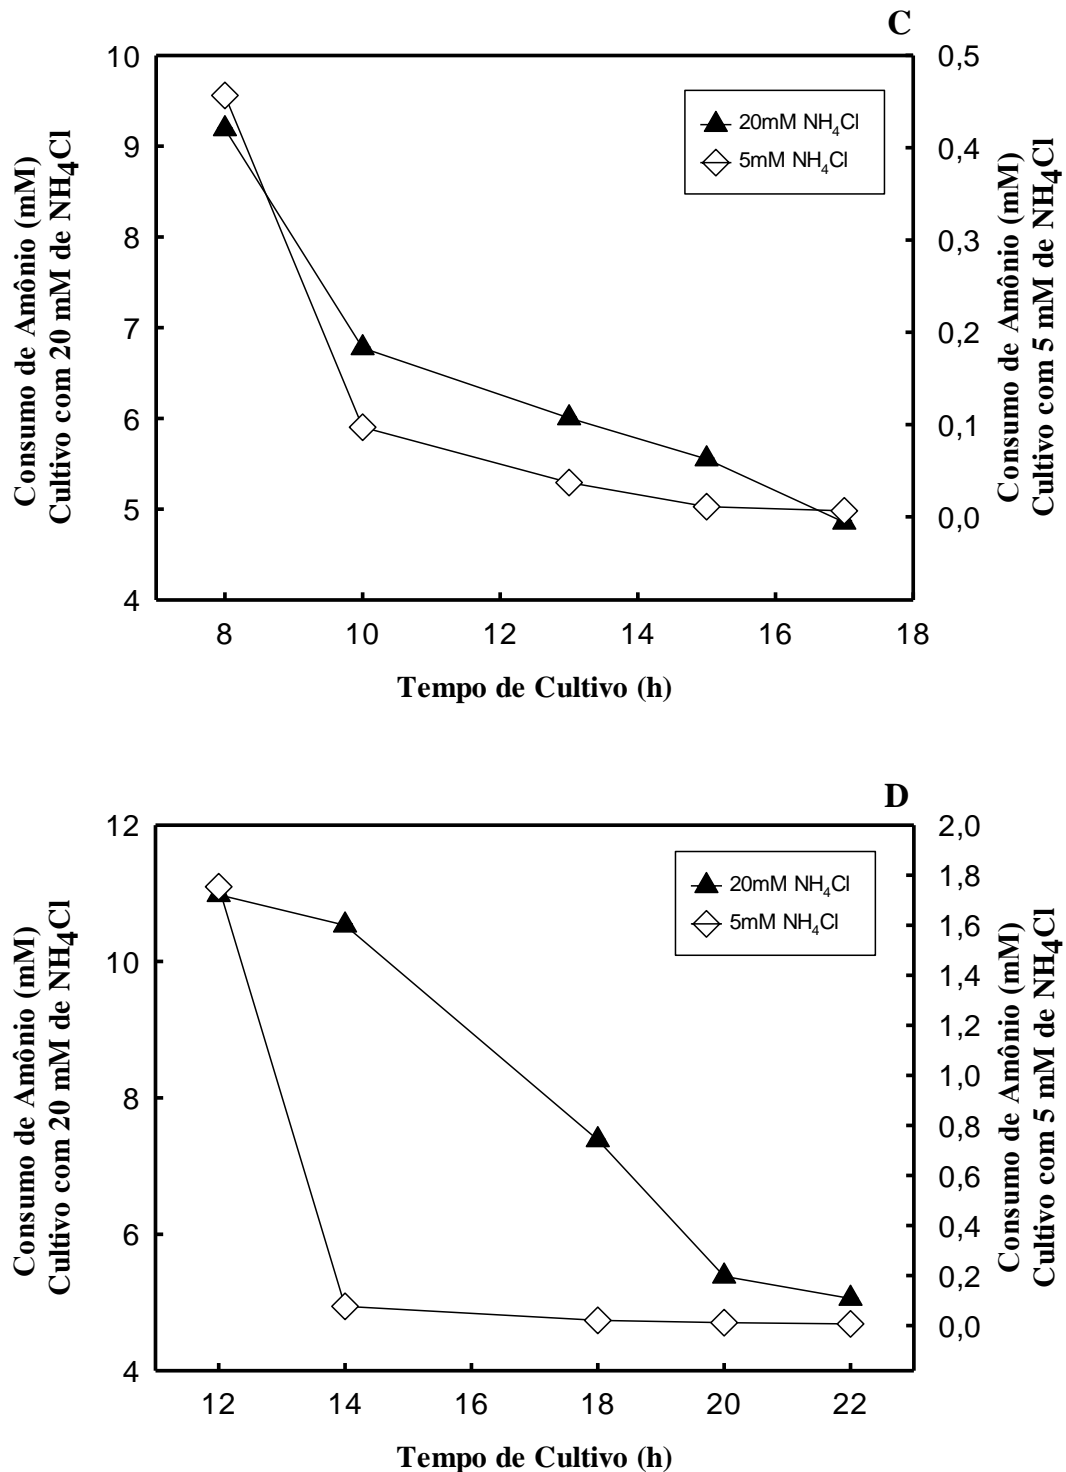 C
10
9
8
7
6
5
4
0,5
0,4
0,3
0,2
0,1
0,0
Consumo de Amônio (mM)
Cultivo com 20 mM de NH4Cl
Consumo de Amônio (mM)
Cultivo com 5 mM de NH4Cl
20mM NH4Cl
5mM NH4Cl
8 10 12 14 16 18
Tempo de Cultivo (h)
D
12
10
8
6
4
2,0
1,8
1,6
1,4
1,2
1,0
0,8
0,6
0,4
0,2
0,0
Consumo de Amônio (mM)
Cultivo com 20 mM de NH4Cl
Consumo de Amônio (mM)
Cultivo com 5 mM de NH4Cl
20mM NH4Cl
5mM NH4Cl
12 14 16 18 20 22
Tempo de Cultivo (h)